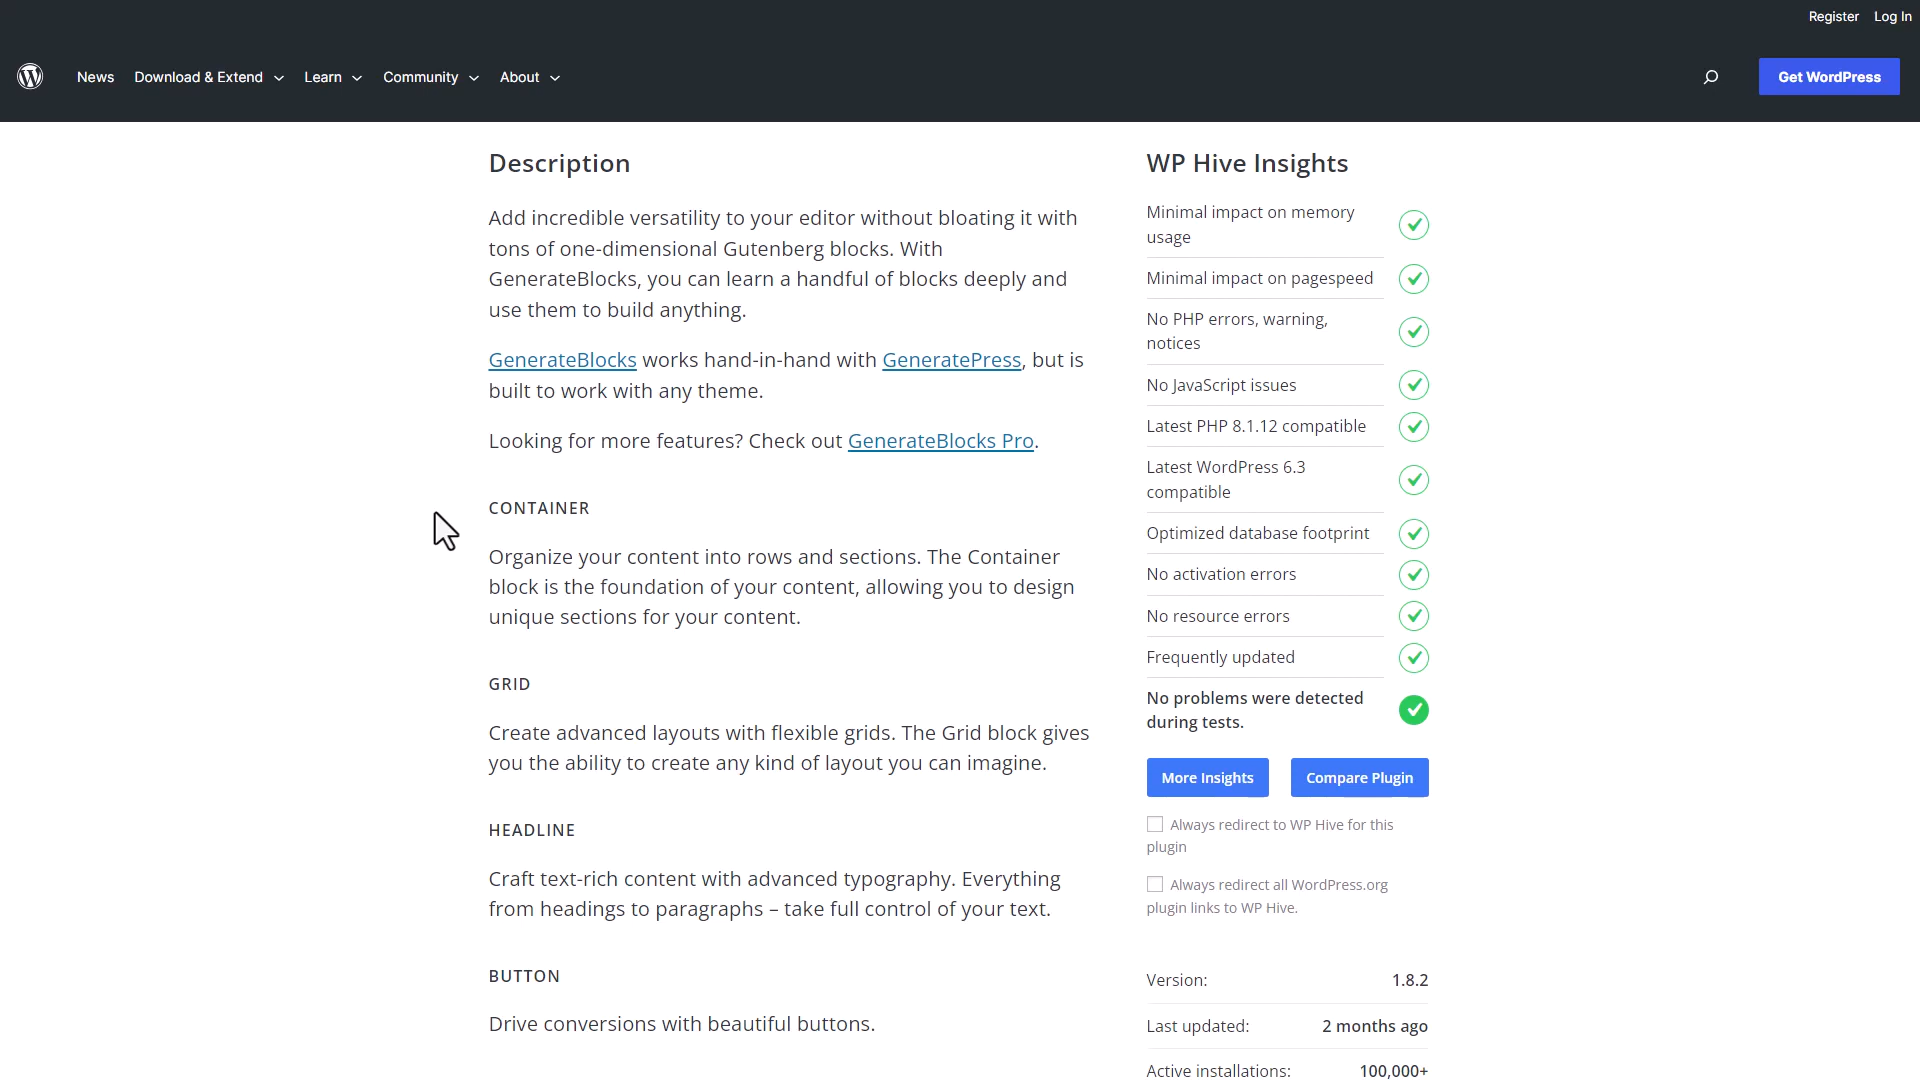 Register Log In
News Download & Extend Learn Community About Get WordPress
Description
Add incredible versatility to your editor without bloating it with
tons of one-dimensional Gutenberg blocks. With
GenerateBlocks, you can learn a handful of blocks deeply and
use them to build anything.
GenerateBlocks works hand-in-hand with GeneratePress, but is
built to work with any theme.
Looking for more features? Check out GenerateBlocks Pro.
CONTAINER
Organize your content into rows and sections. The Container
block is the foundation of your content, allowing you to design
unique sections for your content.
GRID
Create advanced layouts with flexible grids. The Grid block gives
you the ability to create any kind of layout you can imagine.
HEADLINE
Craft text-rich content with advanced typography. Everything
from headings to paragraphs – take full control of your text.
BUTTON
Drive conversions with beautiful buttons.
WP Hive Insights
Minimal impact on memory
usage
Minimal impact on pagespeed
No PHP errors, warning,
notices
No JavaScript issues
Latest PHP 8.1.12 compatible
Latest WordPress 6.3
compatible
Optimized database footprint
No activation errors
No resource errors
Frequently updated
No problems were detected
during tests.
More Insights Compare Plugin
Always redirect to WP Hive for this
plugin
Always redirect all WordPress.org
plugin links to WP Hive.
Version: 1.8.2
Last updated: 2 months ago
Active installations: 100,000+